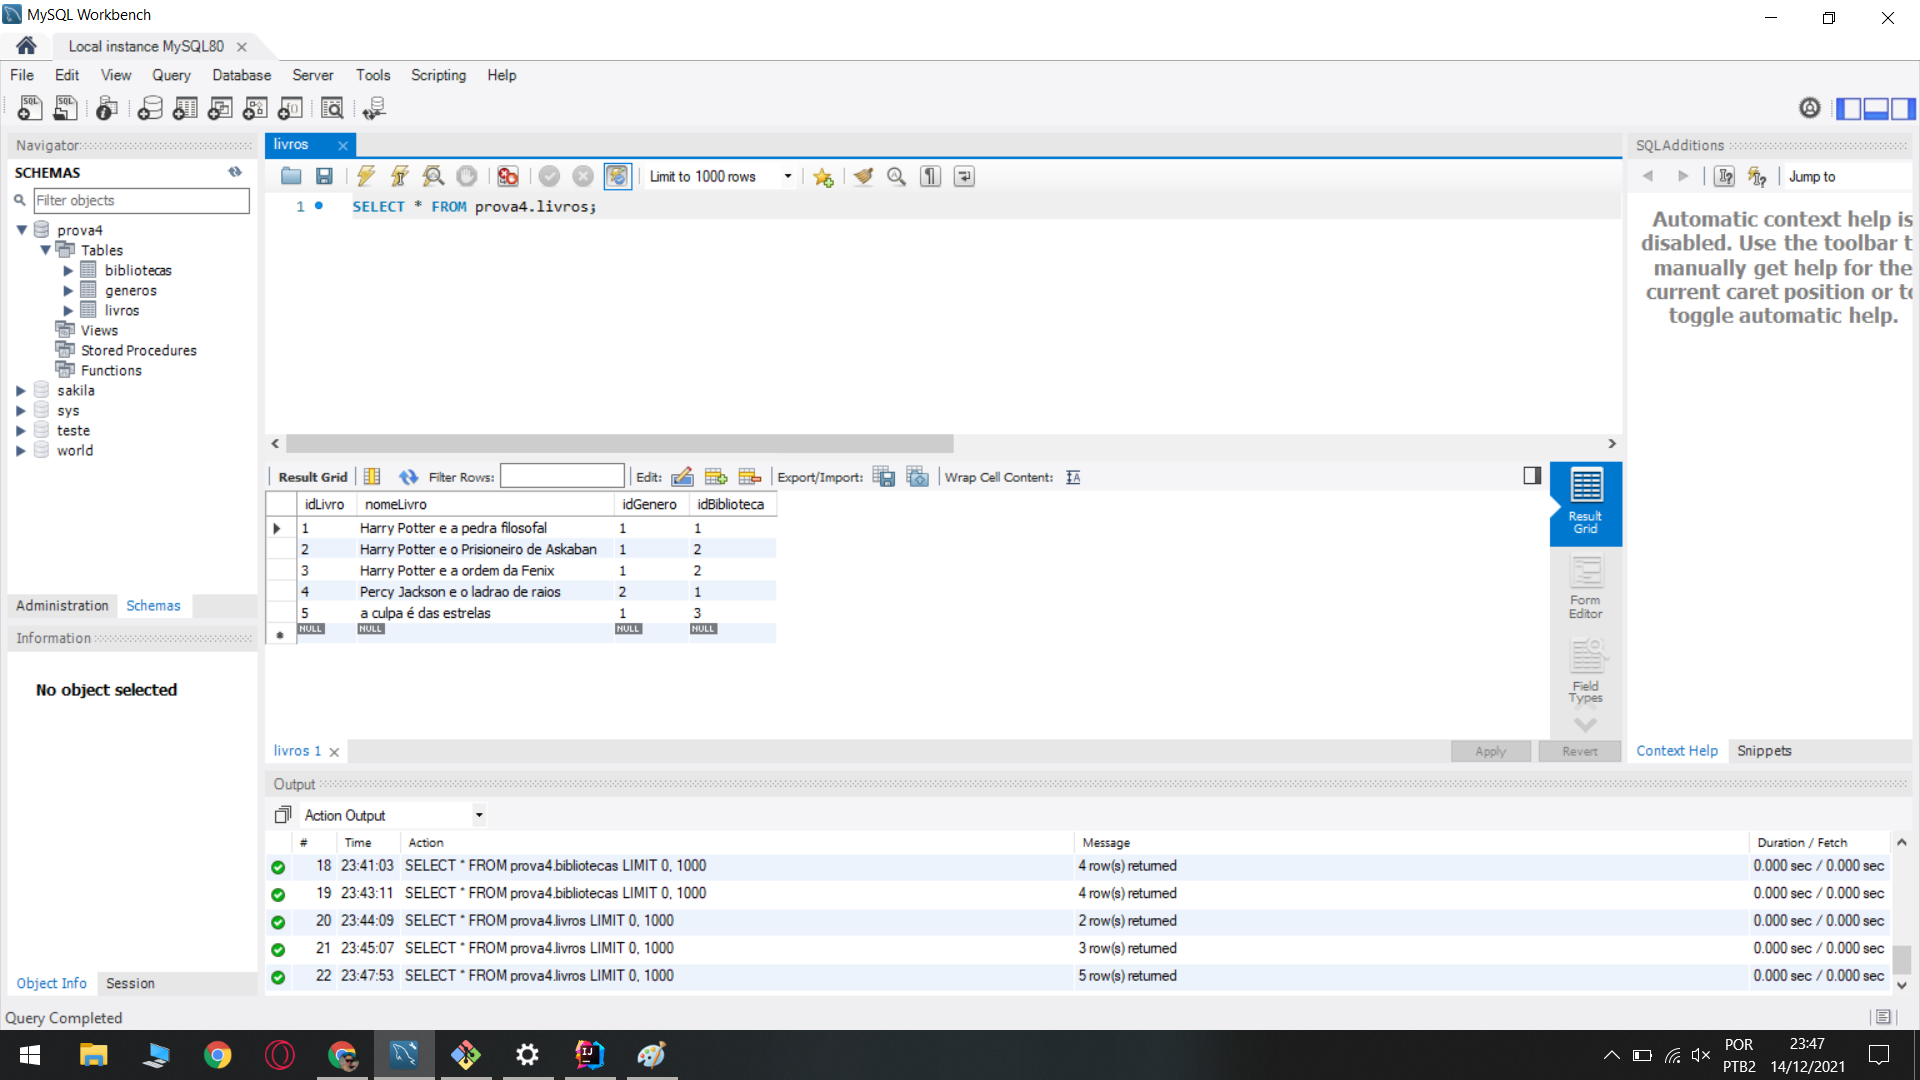 MySQL Workbench
Local instance MySQL80
File Edit View Query Database Server Tools Scripting Help
Navigator
SCHEMAS
Filter objects
prova4
Tables
bibliotecas
generos
livros
Views
Stored Procedures
Functions
sakila
sys
teste
world
Administration Schemas
Information
No object selected
Object Info Session
livros
Limit to 1000 rows
1 SELECT * FROM prova4.livros;
Result Grid Filter Rows: Edit: Export/Import: Wrap Cell Content:
idLivro nomeLivro idGenero idBiblioteca
1 Harry Potter e a pedra filosofal 1 1
2 Harry Potter e o Prisioneiro de Askaban 1 2
3 Harry Potter e a ordem da Fenix 1 2
4 Percy Jackson e o ladrao de raios 2 1
5 a culpa é das estrelas 1 3
NULL NULL NULL NULL
Result
Grid
Form
Editor
Field
Types
livros 1
Apply Revert
SQLAdditions
Jump to
Automatic context help is
disabled. Use the toolbar t
manually get help for the
current caret position or to
toggle automatic help.
Context Help Snippets
Output
Action Output
# Time Action Message Duration / Fetch
18 23:41:03 SELECT * FROM prova4.bibliotecas LIMIT 0, 1000 4 row(s) returned 0.000 sec / 0.000 sec
19 23:43:11 SELECT * FROM prova4.bibliotecas LIMIT 0, 1000 4 row(s) returned 0.000 sec / 0.000 sec
20 23:44:09 SELECT * FROM prova4.livros LIMIT 0, 1000 2 row(s) returned 0.000 sec / 0.000 sec
21 23:45:07 SELECT * FROM prova4.livros LIMIT 0, 1000 3 row(s) returned 0.000 sec / 0.000 sec
22 23:47:53 SELECT * FROM prova4.livros LIMIT 0, 1000 5 row(s) returned 0.000 sec / 0.000 sec
Query Completed
POR
PTB2
23:47
14/12/2021